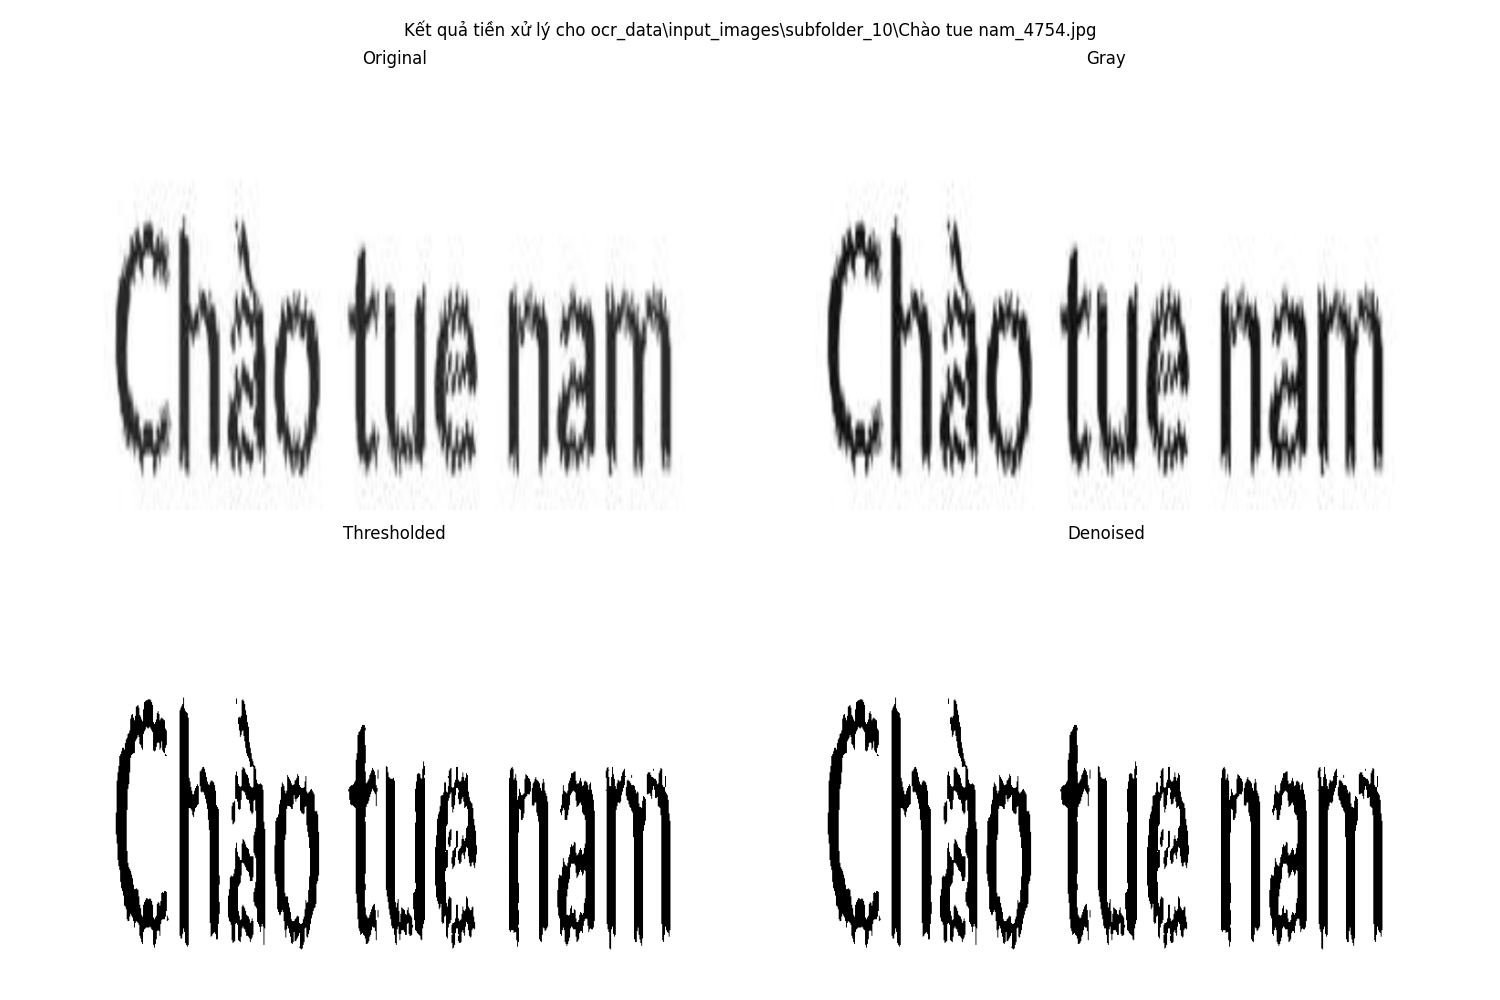 Kết quả tiền xử lý cho ocr_data\input_images\subfolder_10\Chào tue nam_4754.jpg
Original
Gray
Chào tue nam
Chào tue nam
Thresholded
Denoised
Chào tue nam
Chào tue nam